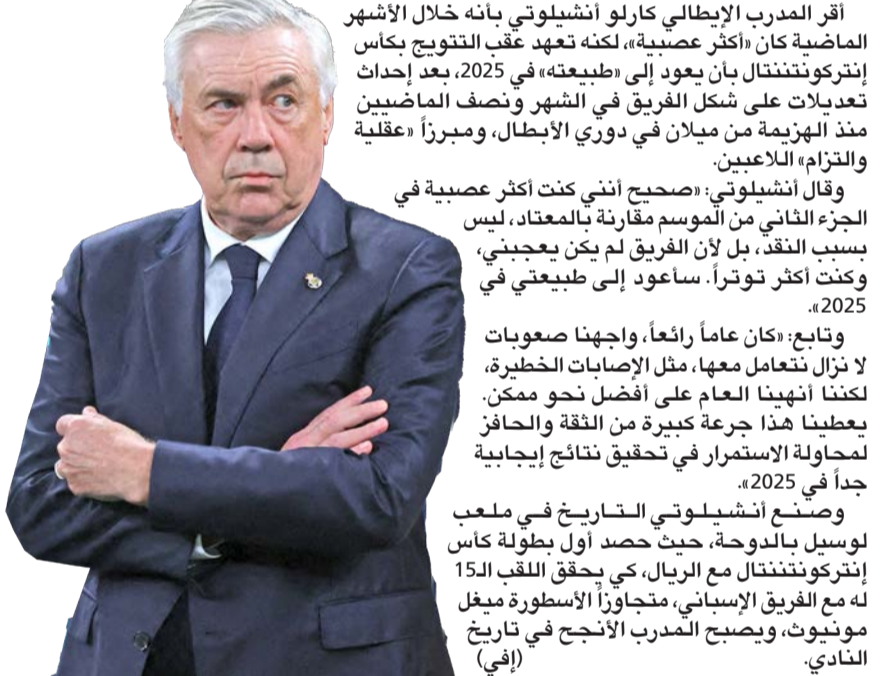 أقر المدرب الإيطالي كارلو أنشيلوتي بأنه خلال الأشهر
الماضية كان «أكثر عصبية»، لكنه تعهد عقب التتويج بكأس
إنتركونتننتال بأن يعود إلى «طبيعته» في 2025، بعد إحداث
تعديلات على شكل الفريق في الشهر ونصف الماضيين
منذ الهزيمة من ميلان في دوري الأبطال، ومبرزاً «عقلية
والتزام» اللاعبين.
وقال أنشيلوتي: «صحيح أنني كنت أكثر عصبية في
الجزء الثاني من الموسم مقارنة بالمعتاد، ليس
بسبب النقد، بل لأن الفريق لم يكن يعجبني،
وكنت أكثر توتراً. سأعود إلى طبيعتي في
2025».
وتابع: «كان عاماً رائعاً، واجهنا صعوبات
لا نزال نتعامل معها، مثل الإصابات الخطيرة،
لكننا أنهينا العام على أفضل نحو ممكن.
يعطينا هذا جرعة كبيرة من الثقة والحافز
لمحاولة الاستمرار في تحقيق نتائج إيجابية
جداً في 2025».
وصنع أنشيلوتي التاريخ في ملعب
لوسيل بالدوحة، حيث حصد أول بطولة كأس
إنتركونتننتال مع الريال، كي يحقق اللقب الـ15
له مع الفريق الإسباني، متجاوزاً الأسطورة ميغل
مونيوث، ويصبح المدرب الأنجح في تاريخ
النادي. (إفي)